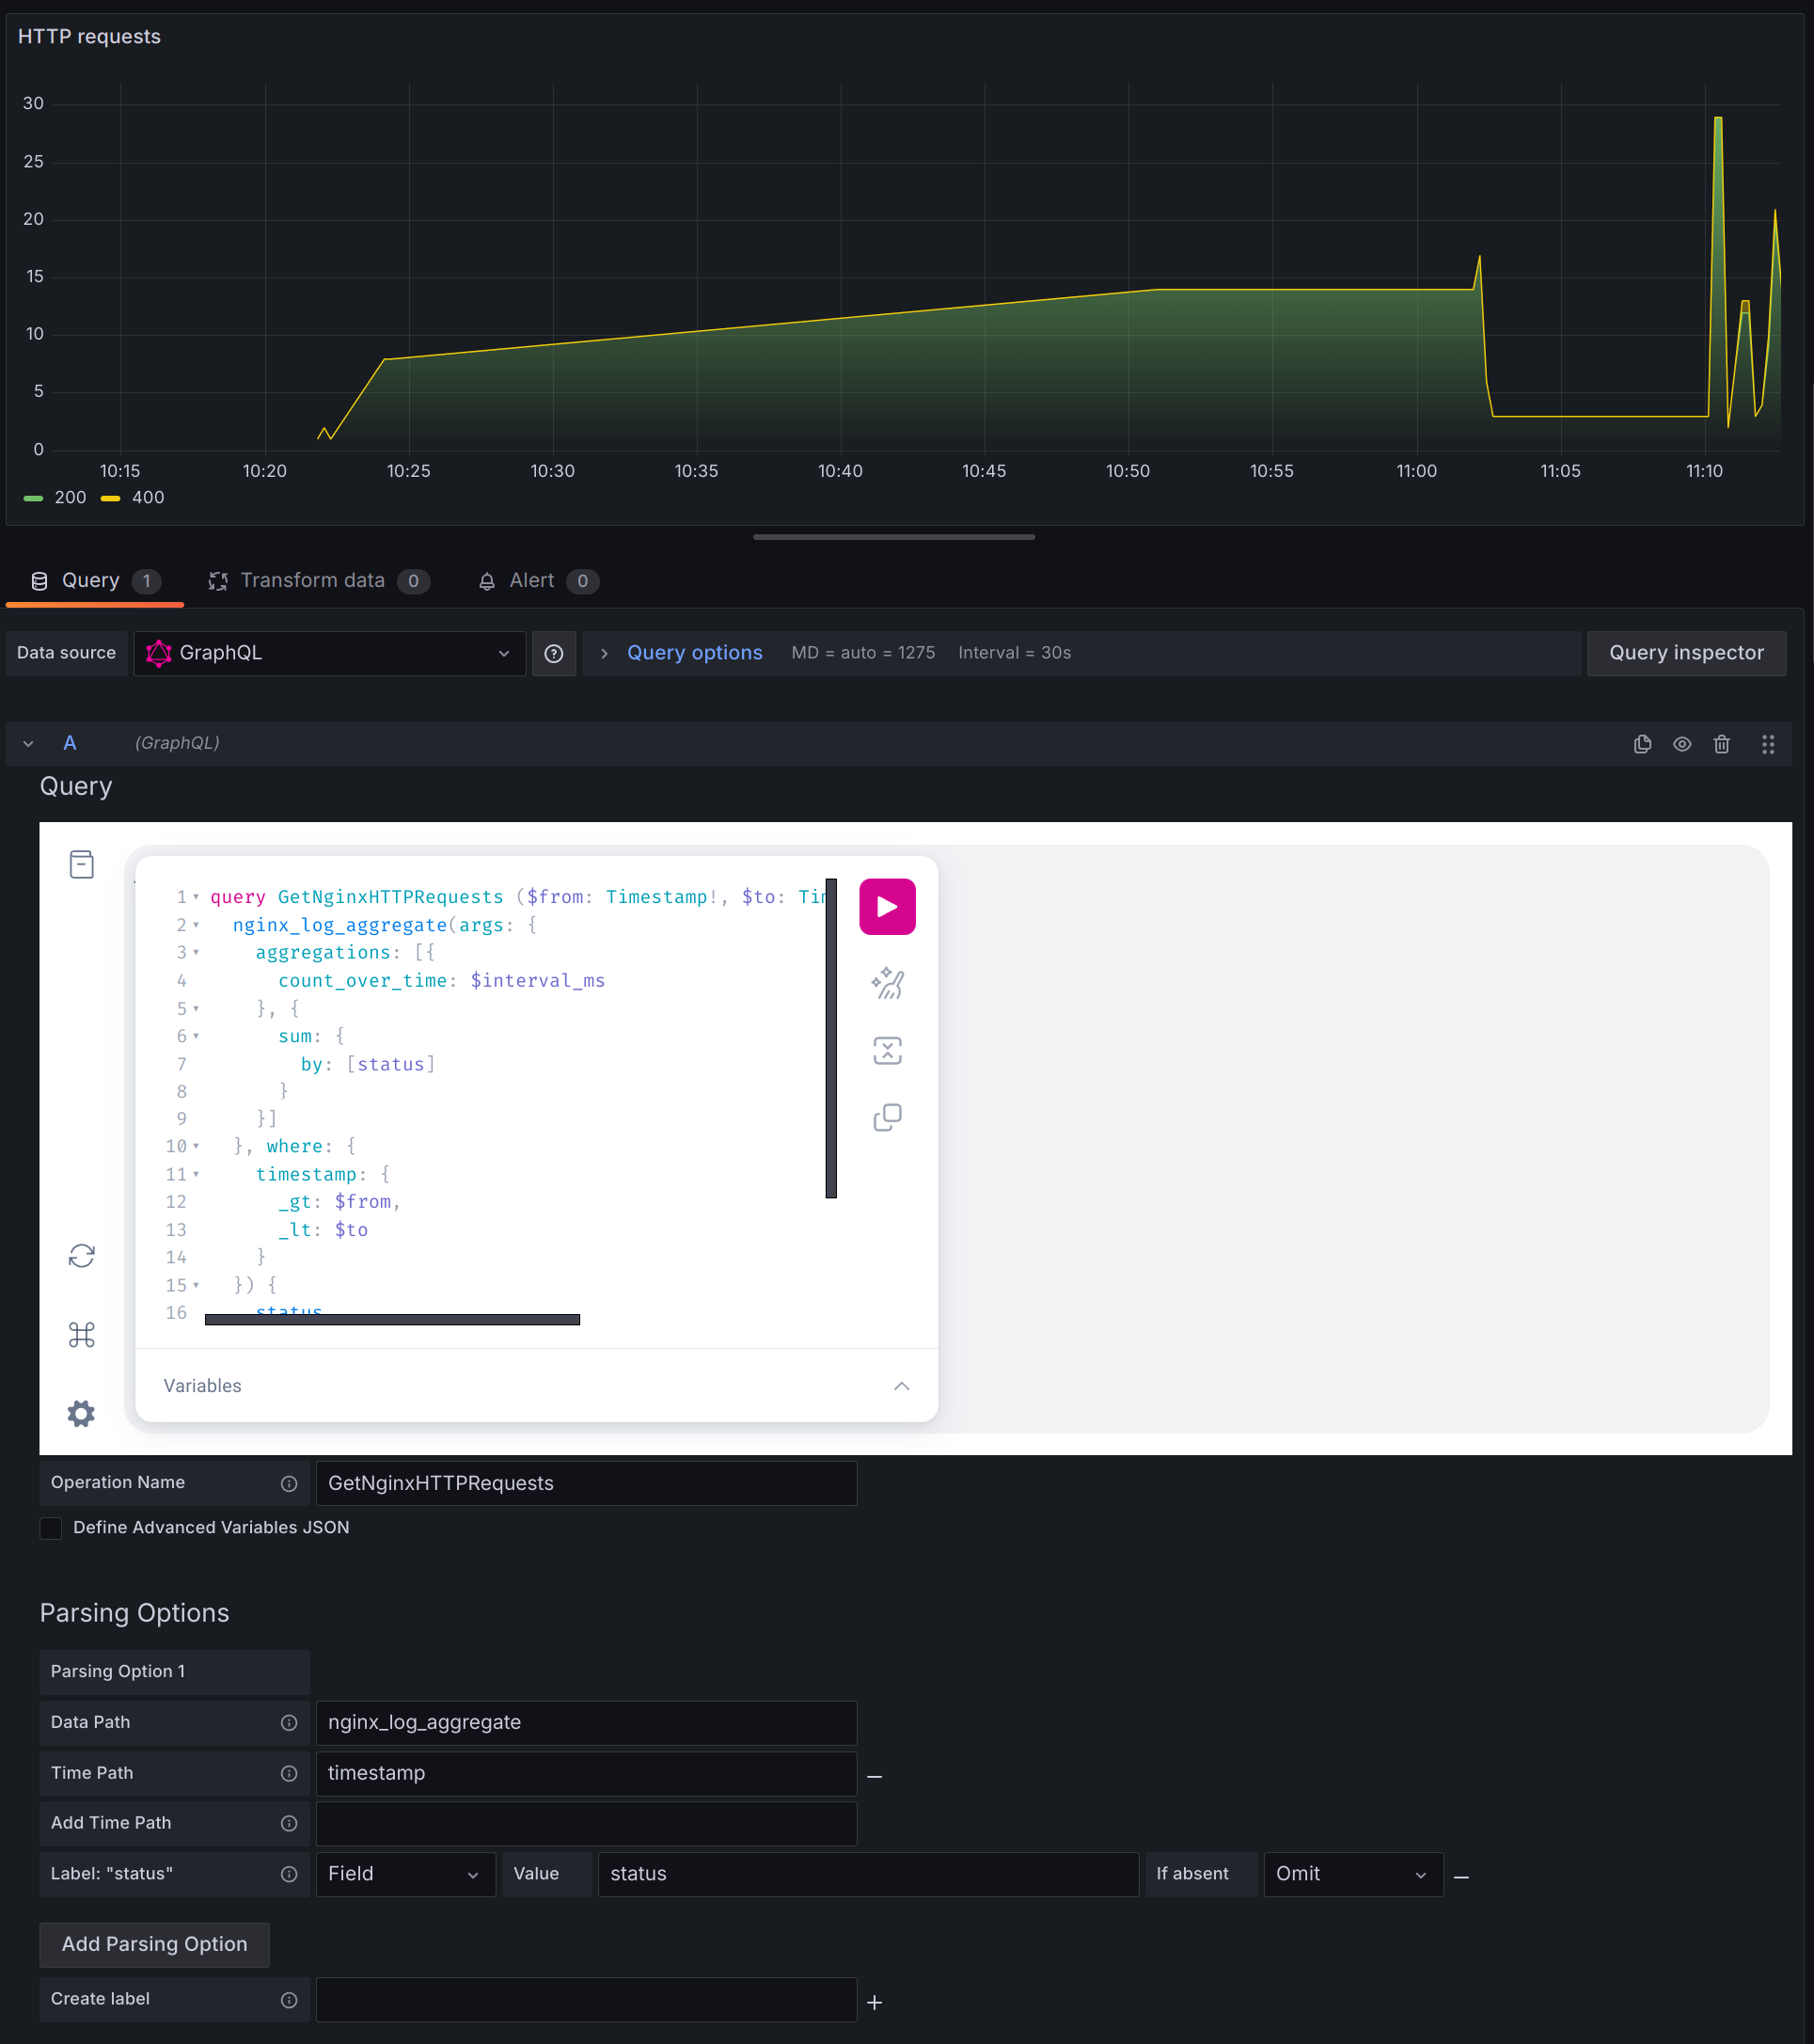 HTTP requests
30
25
20
15
10
5
0
10:15 10:20 10:25 10:30 10:35 10:40 10:45 10:50 10:55 11:00 11:05 11:10
200 400
Query 1 Transform data 0 Alert 0
Data source GraphQL Query options MD = auto = 1275 Interval = 30s Query inspector
A (GraphQL)
Query
1 query GetNginxHTTPRequests ($from: Timestamp!, $to: Tim
2 nginx_log_aggregate(args: {
3 aggregations: [{
4 count_over_time: $interval_ms
5 }, {
6 sum: {
7 by: [status]
8 }
9 }]
10 }, where: {
11 timestamp: {
12 _gt: $from,
13 _lt: $to
14 }
15 }) {
16 status
Variables
Operation Name GetNginxHTTPRequests
Define Advanced Variables JSON
Parsing Options
Parsing Option 1
Data Path nginx_log_aggregate
Time Path timestamp
Add Time Path
Label: "status" Field Value status If absent Omit
Add Parsing Option
Create label